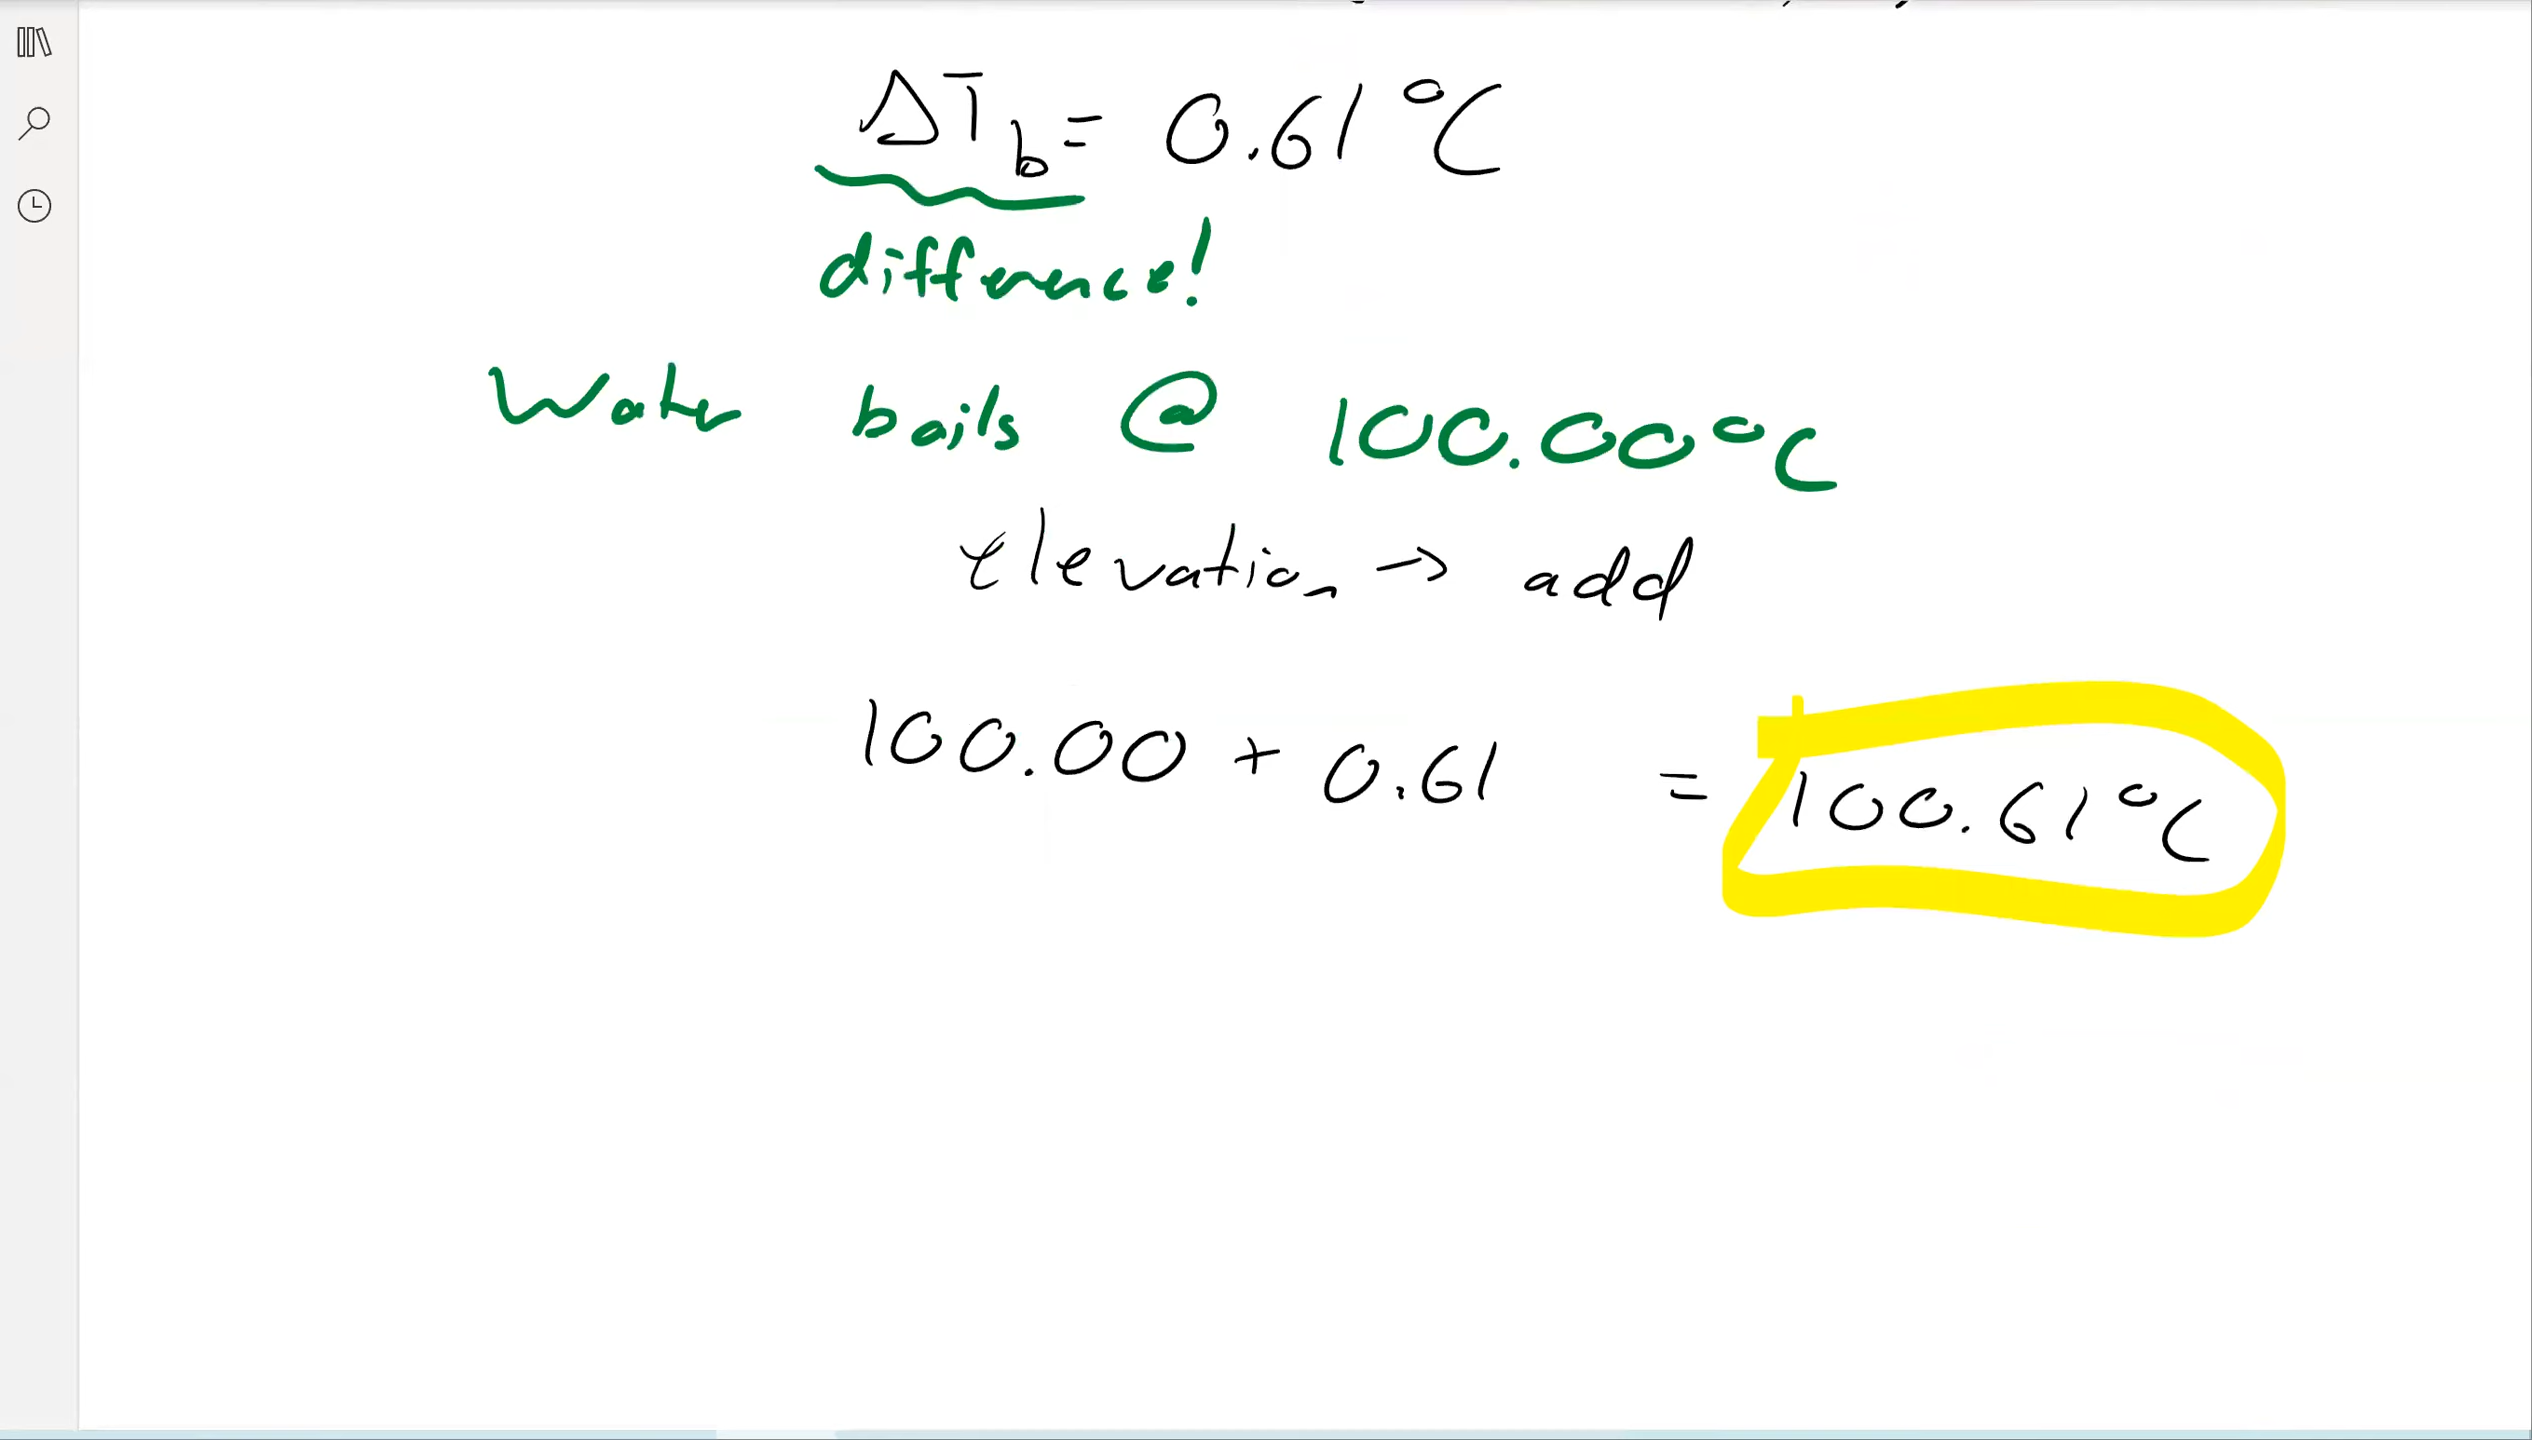 ΔTb = 0.61 °C
difference!
Water boils @ 100.00 °C
elevation → add
100.00 + 0.61 = 100.61 °C